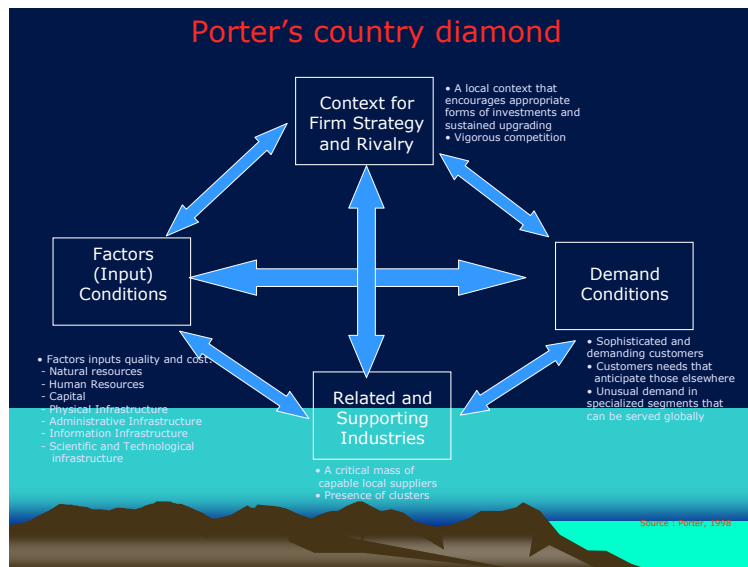 Porter's country diamond
Context for
Firm Strategy
and Rivalry
• A local context that
encourages appropriate
forms of investments and
sustained upgrading
• Vigorous competition
Factors
(Input)
Conditions
Demand
Conditions
• Factors inputs quality and cost:
- Natural resources
- Human Resources
- Capital
- Physical Infrastructure
- Administrative Infrastructure
- Information Infrastructure
- Scientific and Technological
infrastructure
Related and
Supporting
Industries
• A critical mass of
capable local suppliers
• Presence of clusters
• Sophisticated and
demanding customers
• Customers needs that
anticipate those elsewhere
• Unusual demand in
specialized segments that
can be served globally
Source : Porter, 1998